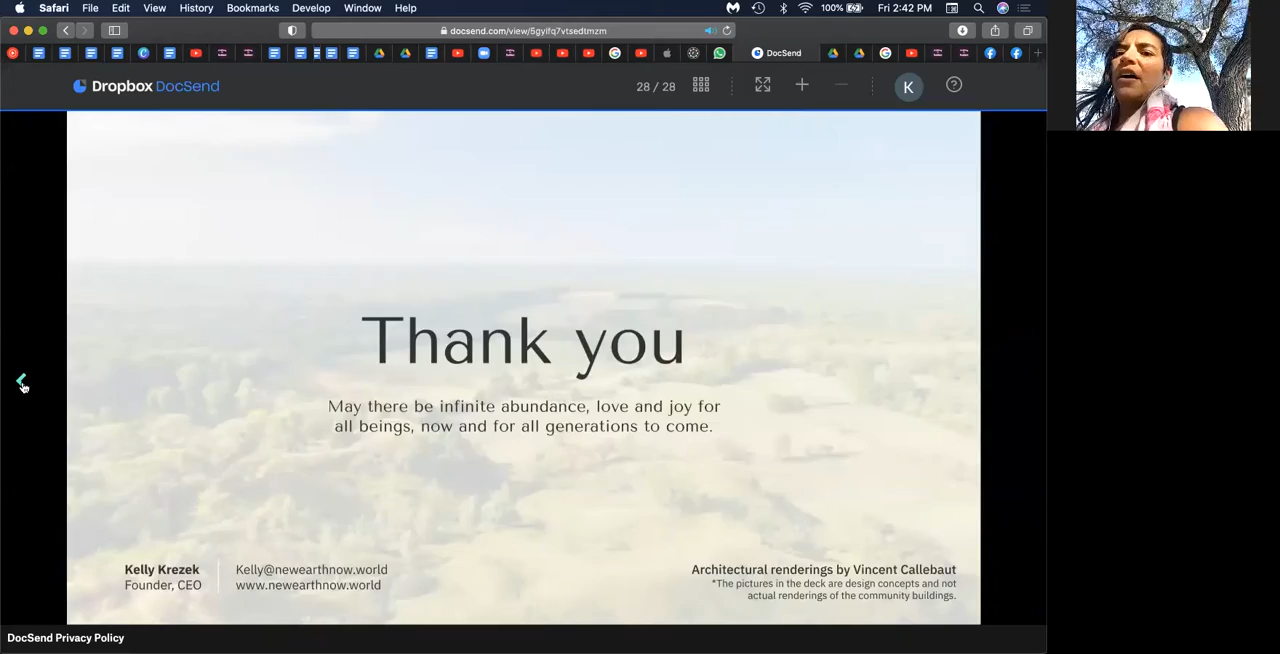 Safari File Edit View History Bookmarks Develop Window Help 100% Fri 2:42 PM
docsend.com/view/5gyifq7vtsedtmzm
DocSend
Dropbox DocSend 28 / 28 K ?
Thank you
May there be infinite abundance, love and joy for
all beings, now and for all generations to come.
Kelly Krezek
Founder, CEO
Kelly@newearthnow.world
www.newearthnow.world
Architectural renderings by Vincent Callebaut
*The pictures in the deck are design concepts and not
actual renderings of the community buildings.
DocSend Privacy Policy